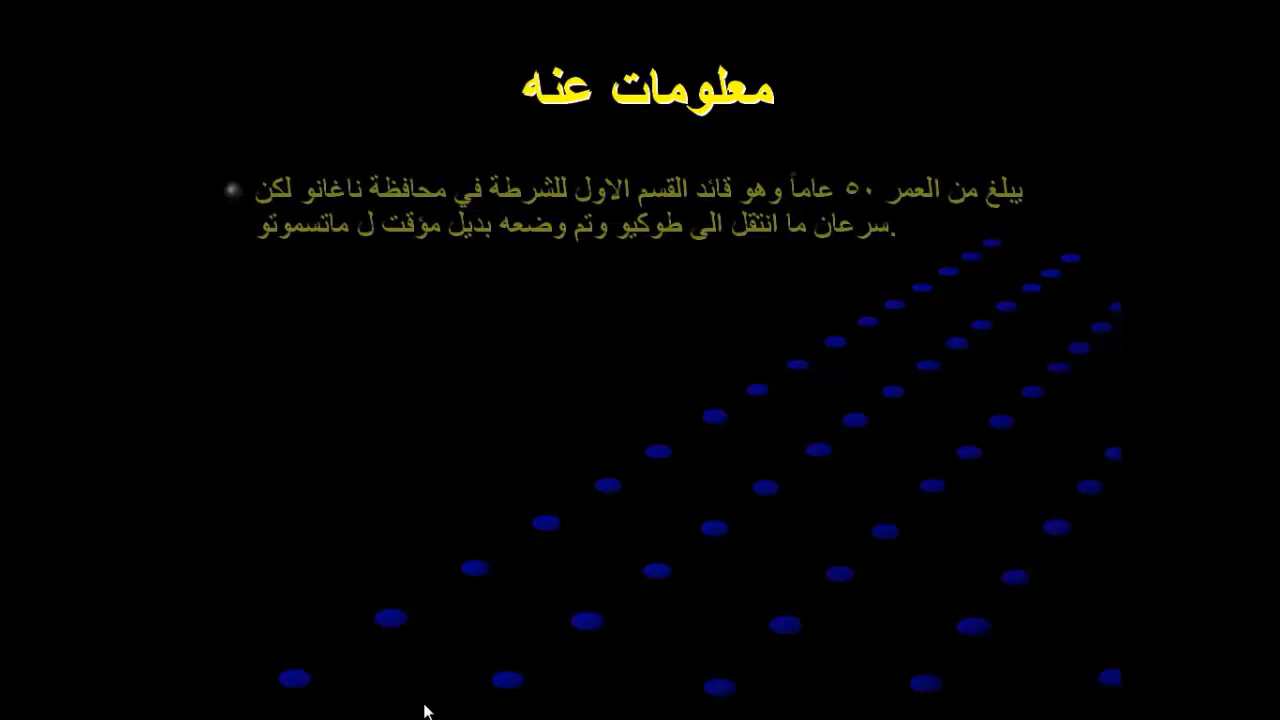 معلومات عنه
يبلغ من العمر ٥٠ عاماً وهو قائد القسم الاول للشرطة في محافظة ناغانو لكن
سرعان ما انتقل الى طوكيو وتم وضعه بديل مؤقت ل ماتسموتو.